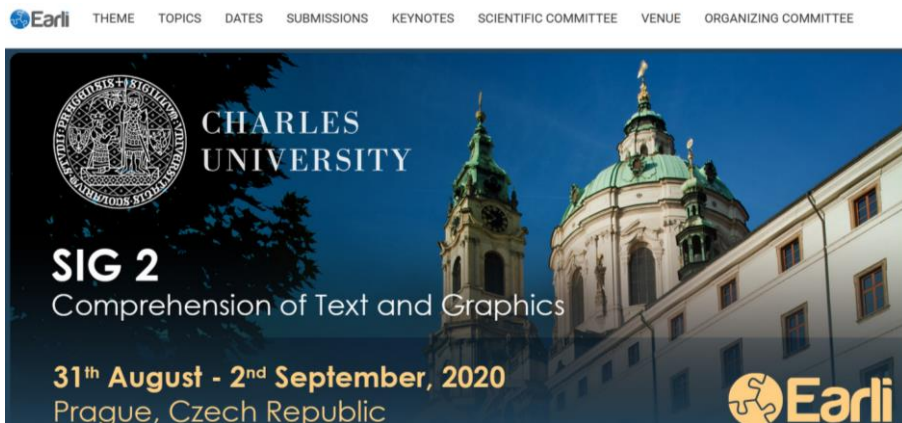 Earli THEME TOPICS DATES SUBMISSIONS KEYNOTES SCIENTIFIC COMMITTEE VENUE ORGANIZING COMMITTEE
CHARLES
UNIVERSITY
SIG 2
Comprehension of Text and Graphics
31th August - 2nd September, 2020
Prague, Czech Republic
Earli